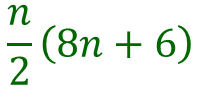 n/2 (8n + 6)